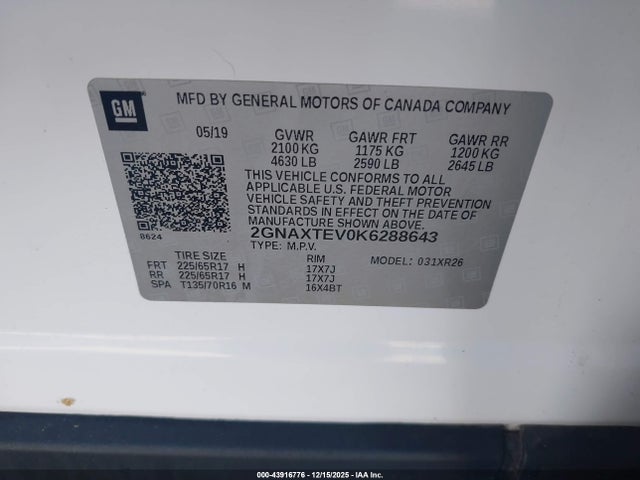 GM
MFD BY GENERAL MOTORS OF CANADA COMPANY
05/19 GVWR GAWR FRT GAWR RR
2100 KG 1175 KG 1200 KG
4630 LB 2590 LB 2645 LB
THIS VEHICLE CONFORMS TO ALL
APPLICABLE U.S. FEDERAL MOTOR
VEHICLE SAFETY AND THEFT PREVENTION
STANDARDS IN EFFECT ON THE DATE OF
MANUFACTURE SHOWN ABOVE.
8624 2GNAXTEV0K6288643
TYPE: M.P.V.
TIRE SIZE RIM MODEL: 031XR26
FRT 225/65R17 H 17X7J
RR 225/65R17 H 17X7J
SPA T135/70R16 M 16X4BT
000-43916776 - 12/15/2025 - IAA Inc.